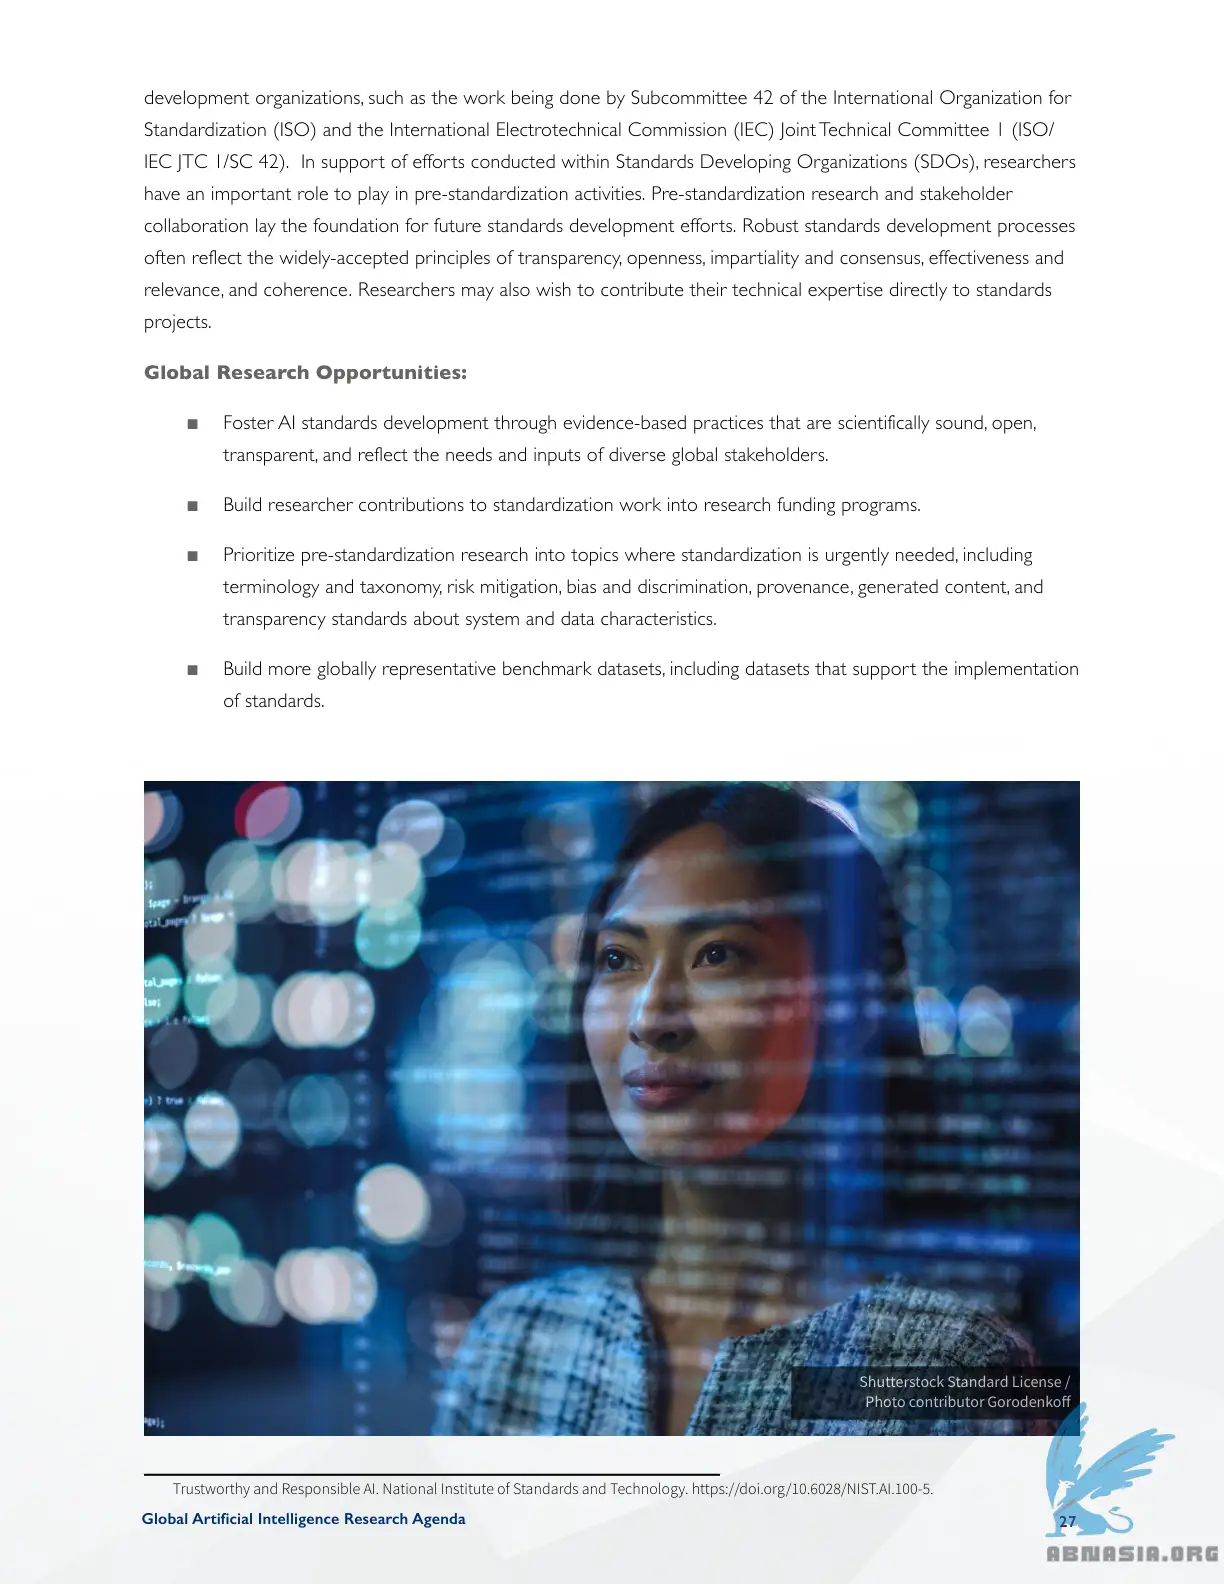 development organizations, such as the work being done by Subcommittee 42 of the International Organization for
Standardization (ISO) and the International Electrotechnical Commission (IEC) Joint Technical Committee 1 (ISO/
IEC JTC 1/SC 42).  In support of efforts conducted within Standards Developing Organizations (SDOs), researchers
have an important role to play in pre-standardization activities. Pre-standardization research and stakeholder
collaboration lay the foundation for future standards development efforts. Robust standards development processes
often reflect the widely-accepted principles of transparency, openness, impartiality and consensus, effectiveness and
relevance, and coherence. Researchers may also wish to contribute their technical expertise directly to standards
projects.
Global Research Opportunities:
■ Foster AI standards development through evidence-based practices that are scientifically sound, open,
transparent, and reflect the needs and inputs of diverse global stakeholders.
■ Build researcher contributions to standardization work into research funding programs.
■ Prioritize pre-standardization research into topics where standardization is urgently needed, including
terminology and taxonomy, risk mitigation, bias and discrimination, provenance, generated content, and
transparency standards about system and data characteristics.
■ Build more globally representative benchmark datasets, including datasets that support the implementation
of standards.
);
$page
lse;
) ? true :
Shutterstock Standard License /
Photo contributor Gorodenkoff
Trustworthy and Responsible AI. National Institute of Standards and Technology. https://doi.org/10.6028/NIST.AI.100-5.
Global Artificial Intelligence Research Agenda
27
ABNASIA.ORG